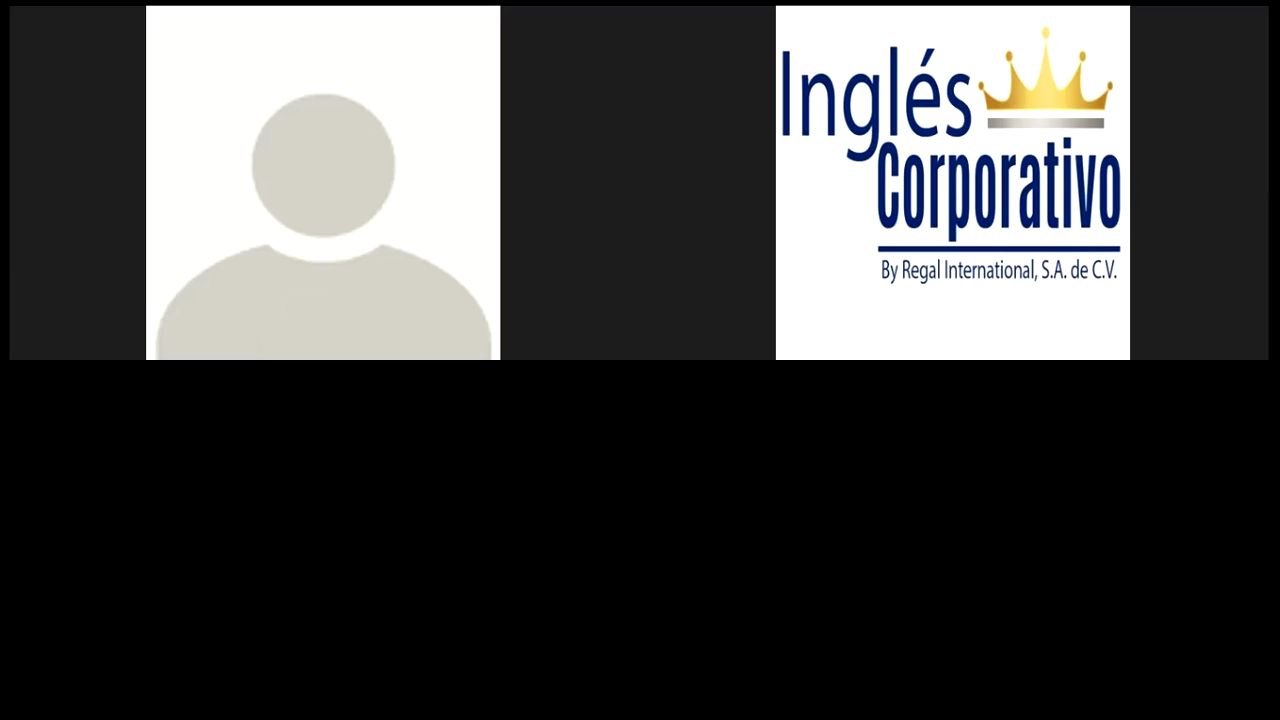 Inglés
Corporativo
By Regal International, S.A. de C.V.